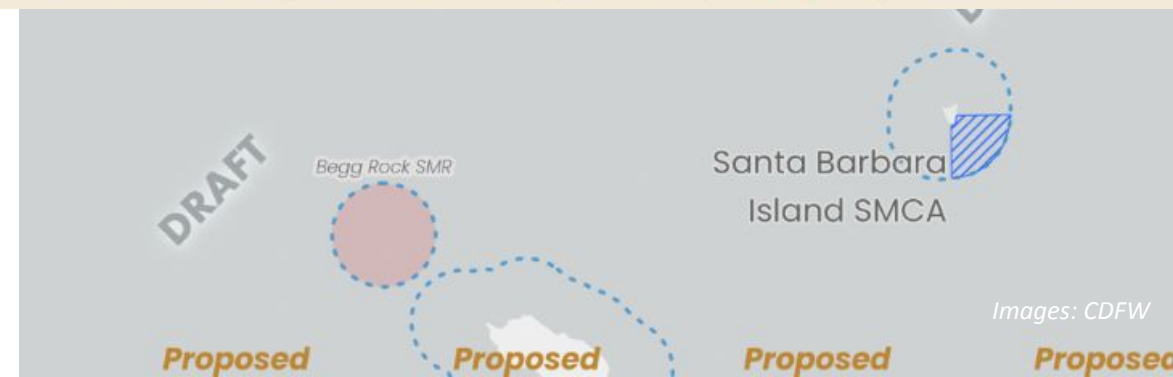 DRAFT
Begg Rock SMR
Santa Barbara
Island SMCA
Images: CDFW
Proposed Proposed Proposed Proposed